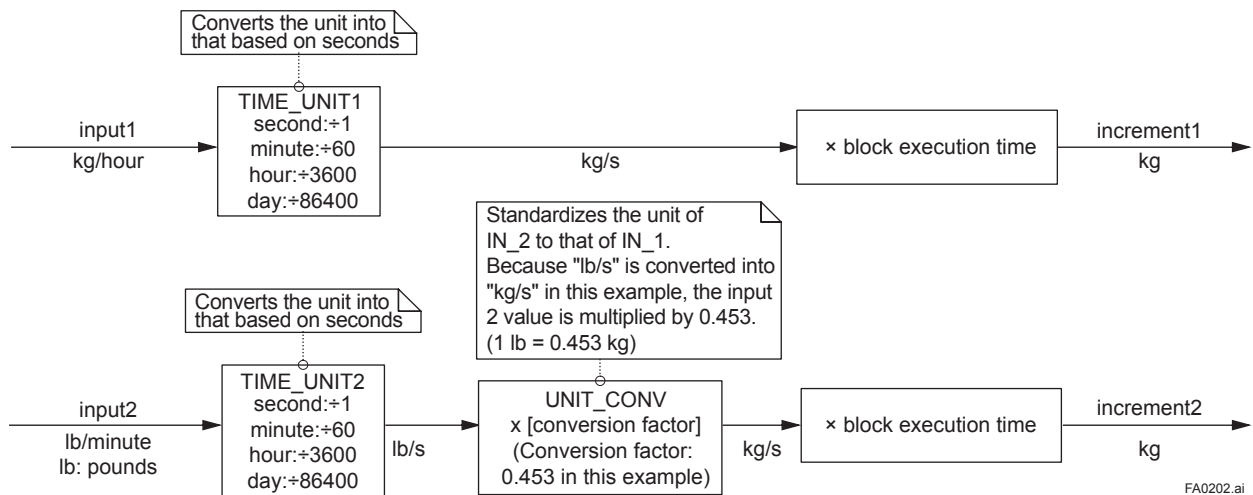 Converts the unit into
that based on seconds
input1
kg/hour
TIME_UNIT1
second:÷1
minute:÷60
hour:÷3600
day:÷86400
kg/s
× block execution time
increment1
kg
Standardizes the unit of
IN_2 to that of IN_1.
Because "lb/s" is converted into
"kg/s" in this example, the input
2 value is multiplied by 0.453.
(1 lb = 0.453 kg)
Converts the unit into
that based on seconds
input2
lb/minute
lb: pounds
TIME_UNIT2
second:÷1
minute:÷60
hour:÷3600
day:÷86400
lb/s
UNIT_CONV
x [conversion factor]
(Conversion factor:
0.453 in this example)
kg/s
× block execution time
increment2
kg
FA0202.ai